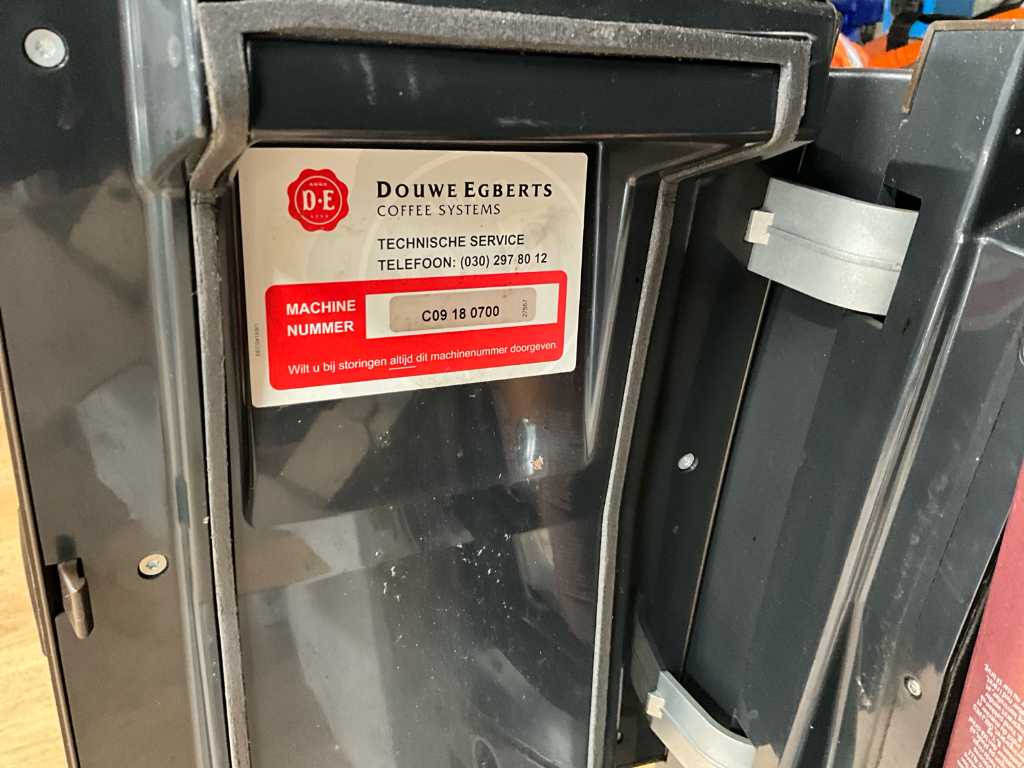 D·E
DOUWE EGBERTS
COFFEE SYSTEMS
TECHNISCHE SERVICE
TELEFOON: (030) 297 80 12
MACHINE
NUMMER
C09 18 0700
27567
Wilt u bij storingen altijd dit machinenummer doorgeven.